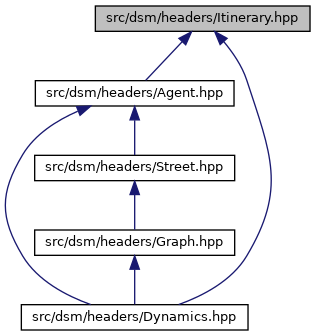 src/dsm/headers/Itinerary.hpp
src/dsm/headers/Agent.hpp
src/dsm/headers/Street.hpp
src/dsm/headers/Graph.hpp
src/dsm/headers/Dynamics.hpp